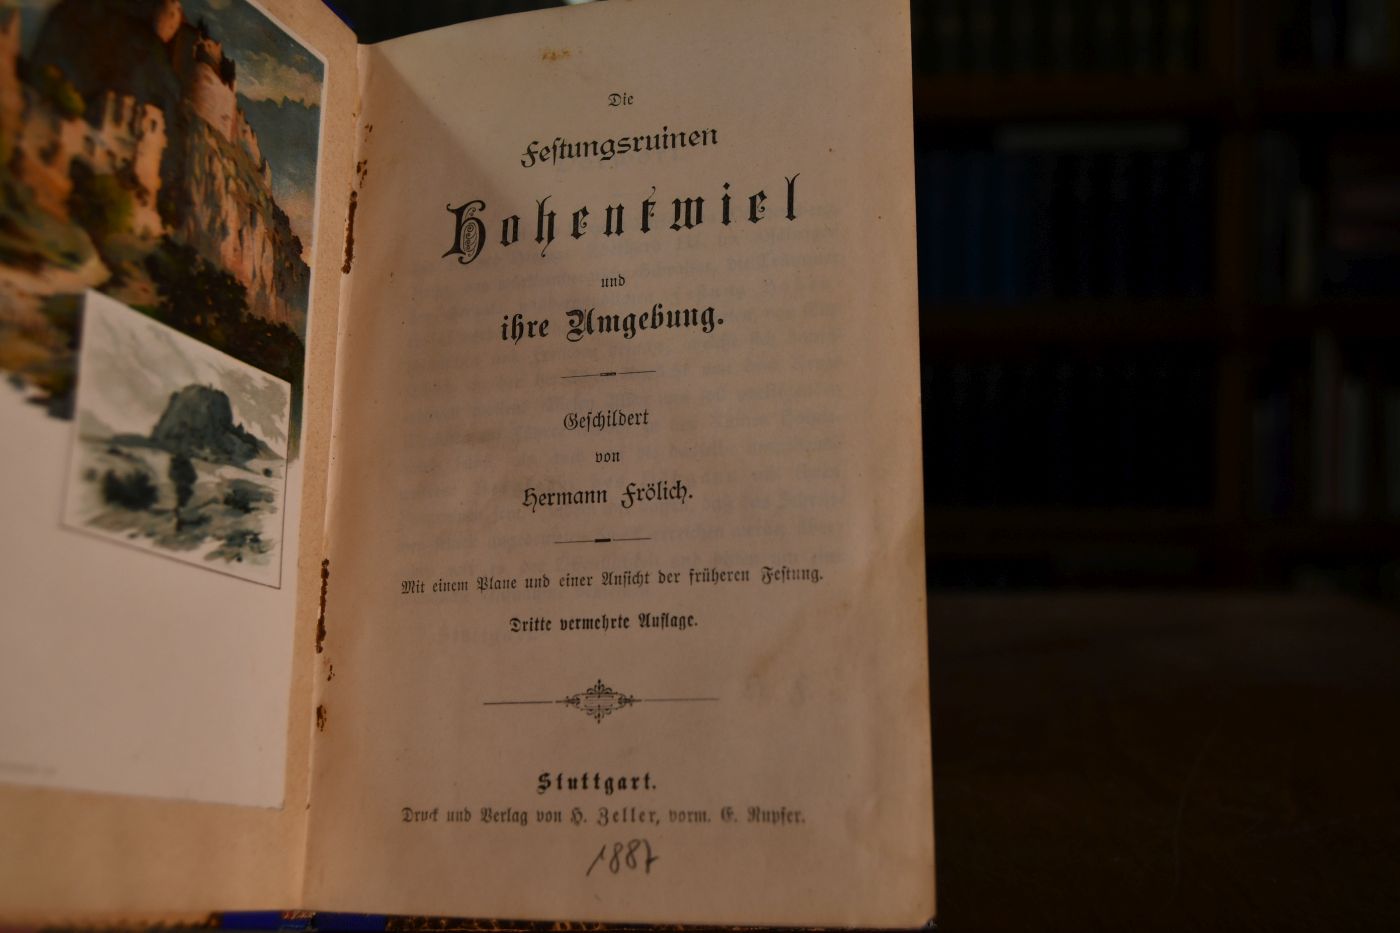 Die
Festungsruinen
Hohentwiel
und
ihre Umgebung.
Geschildert
von
Hermann Frölich.
Mit einem Plane und einer Ansicht der früheren Festung.
Dritte vermehrte Auflage.
Stuttgart.
Druck und Verlag von H. Zeller, vorm. E. Rupfer.
1887